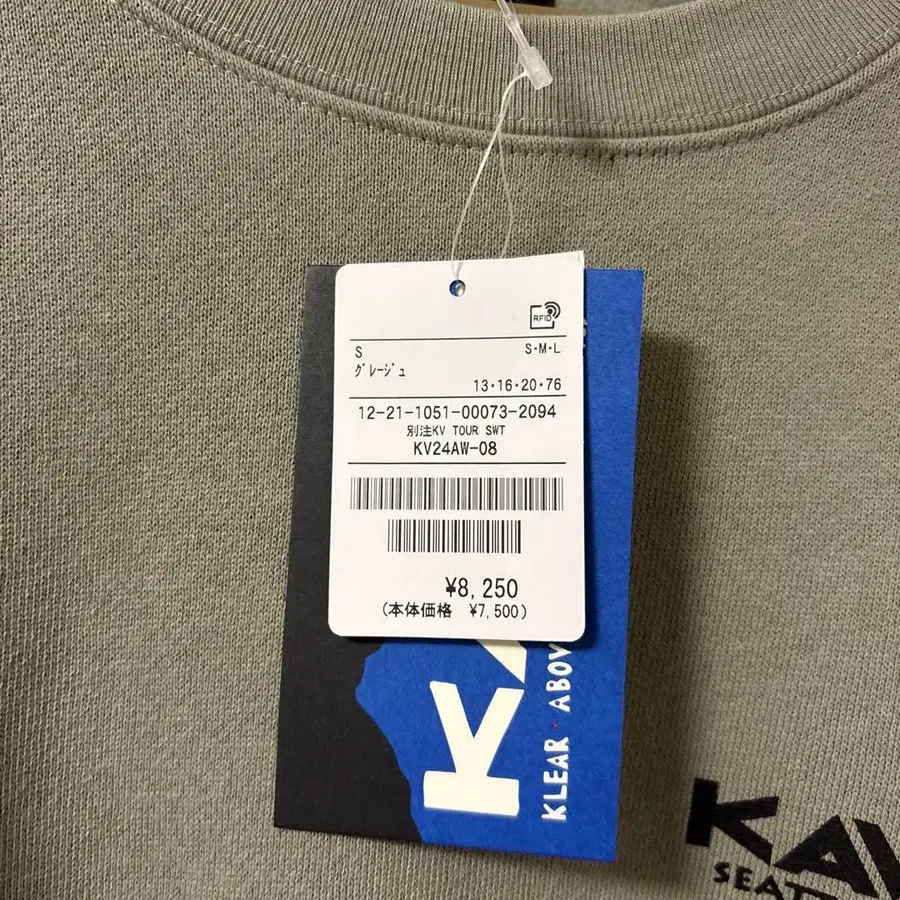 RFID
S
S・M・L
グレージュ
13・16・20・76
12-21-1051-00073-2094
別注KV TOUR SWT
KV24AW-08
¥8,250
(本体価格 ¥7,500)
KLEAR・ABOV
KAV
SEAT